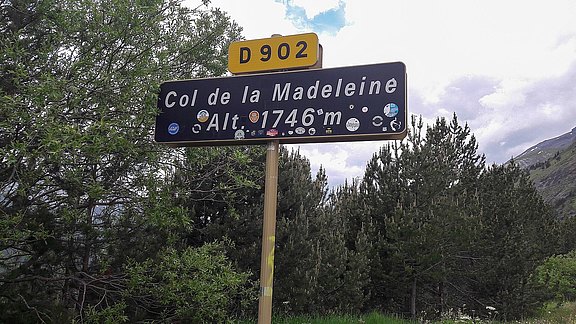 D 902
Col de la Madeleine
Alt. 1746 m